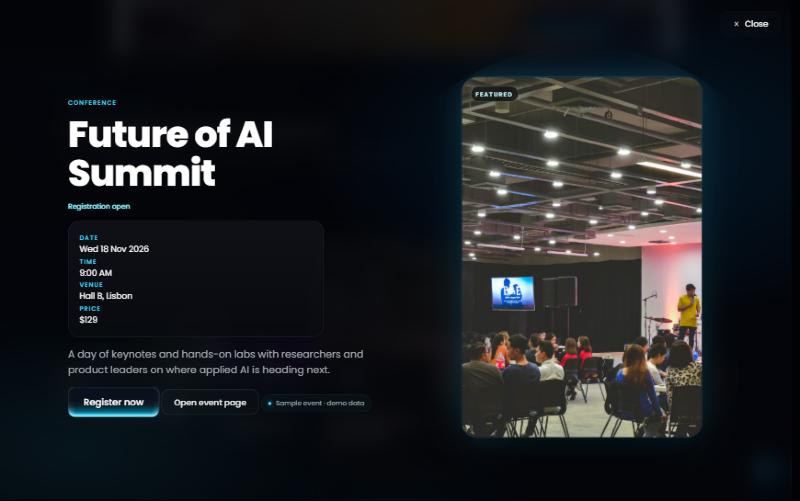 × Close
CONFERENCE
Future of AI
Summit
Registration open
DATE
Wed 18 Nov 2026
TIME
9:00 AM
VENUE
Hall B, Lisbon
PRICE
$129
A day of keynotes and hands-on labs with researchers and
product leaders on where applied AI is heading next.
Register now
Open event page
Sample event · demo data
FEATURED